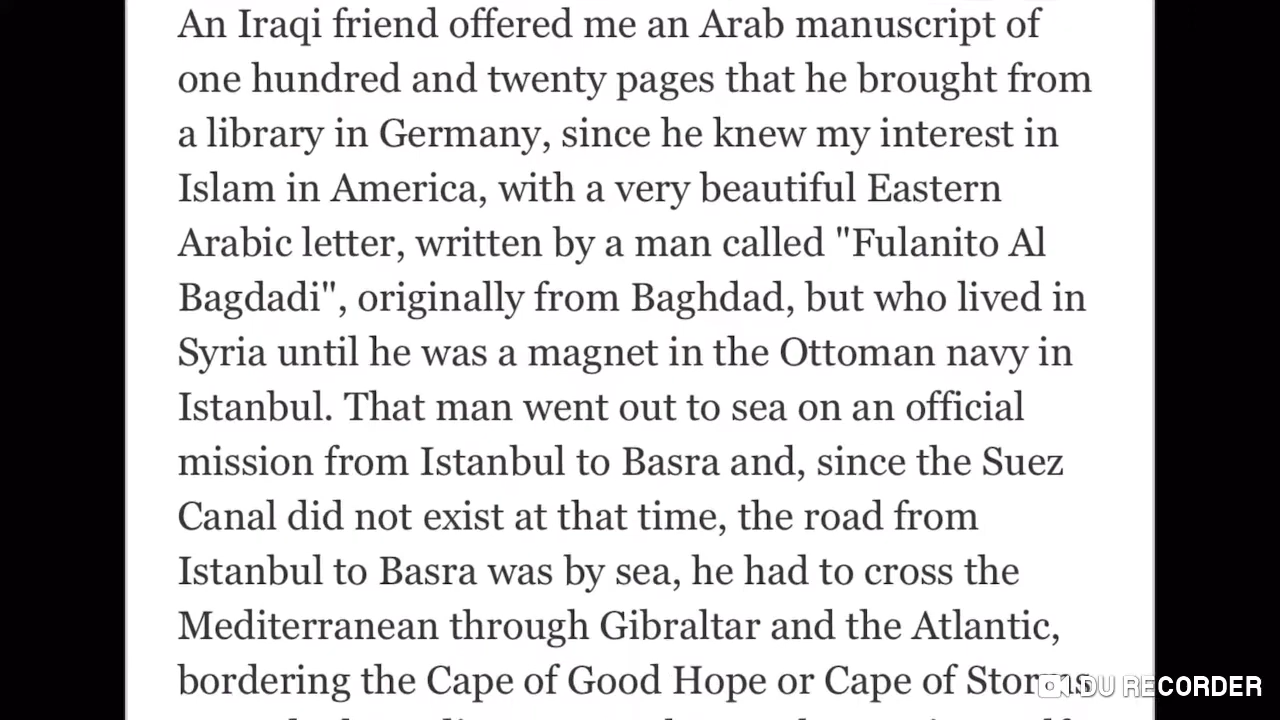 An Iraqi friend offered me an Arab manuscript of
one hundred and twenty pages that he brought from
a library in Germany, since he knew my interest in
Islam in America, with a very beautiful Eastern
Arabic letter, written by a man called "Fulanito Al
Bagdadi", originally from Baghdad, but who lived in
Syria until he was a magnet in the Ottoman navy in
Istanbul. That man went out to sea on an official
mission from Istanbul to Basra and, since the Suez
Canal did not exist at that time, the road from
Istanbul to Basra was by sea, he had to cross the
Mediterranean through Gibraltar and the Atlantic,
bordering the Cape of Good Hope or Cape of Storms
DU RECORDER